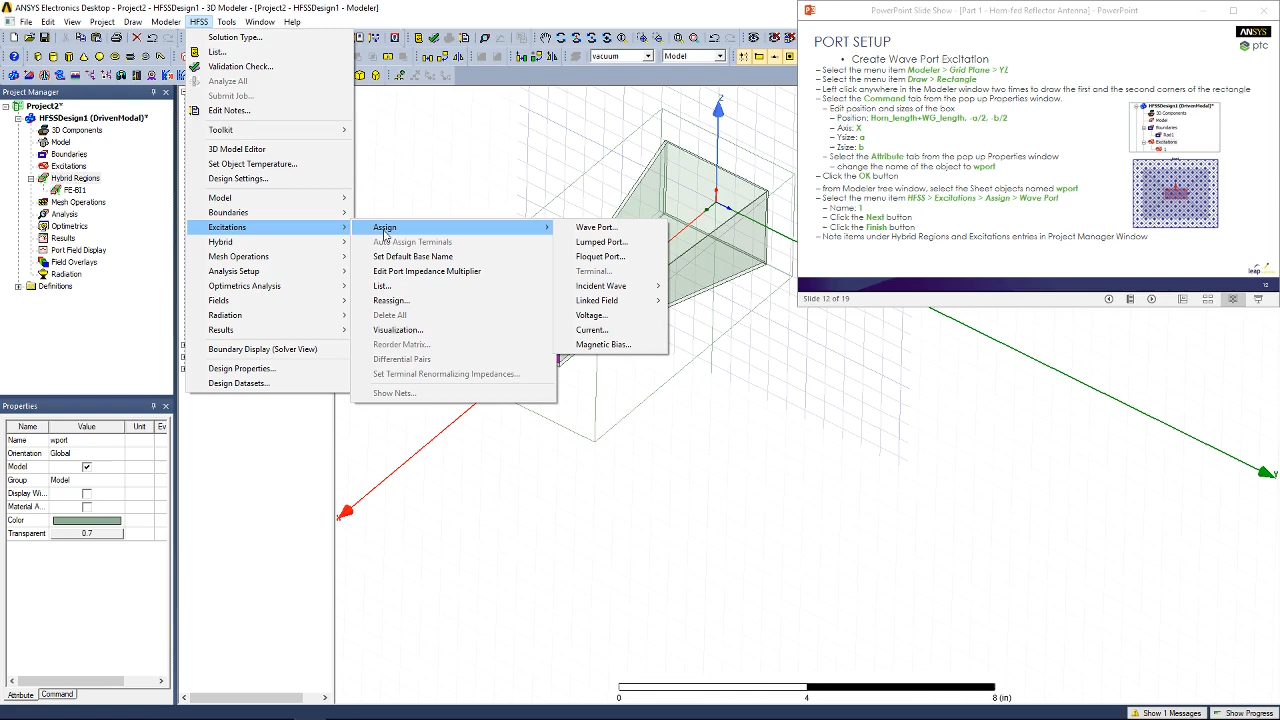 ANSYS Electronics Desktop - Project2 - HFSSDesign1 - 3D Modeler - [Project2 - HFSSDesign1 - Modeler]
File Edit View Project Draw Modeler HFSS Tools Window Help
vacuum Model
Project Manager
Project2*
HFSSDesign1 (DrivenModal)*
3D Components
Model
Boundaries
Excitations
Hybrid Regions
FE-BI1
Mesh Operations
Analysis
Optimetrics
Results
Port Field Display
Field Overlays
Radiation
Definitions
Solution Type...
List...
Validation Check...
Analyze All
Submit Job...
Edit Notes...
Toolkit
3D Model Editor
Set Object Temperature...
Design Settings...
Model
Boundaries
Excitations
Hybrid
Mesh Operations
Analysis Setup
Optimetrics Analysis
Fields
Radiation
Results
Boundary Display (Solver View)
Design Properties...
Design Datasets...
Assign
Auto Assign Terminals
Set Default Base Name
Edit Port Impedance Multiplier
List...
Reassign...
Delete All
Visualization...
Reorder Matrix...
Differential Pairs
Set Terminal Renormalizing Impedances...
Show Nets...
Wave Port...
Lumped Port...
Floquet Port...
Terminal...
Incident Wave
Linked Field
Voltage...
Current...
Magnetic Bias...
PowerPoint Slide Show - [Part 1 - Horn-fed Reflector Antenna] - PowerPoint
PORT SETUP
ANSYS
ptc
• Create Wave Port Excitation
– Select the menu item Modeler > Grid Plane > YZ
– Select the menu item Draw > Rectangle
– Left click anywhere in the Modeler window two times to draw the first and the second corners of the rectangle
– Select the Command tab from the pop up Properties window.
– Edit position and sizes of the box
– Position: Horn_length+WG_length, -a/2, -b/2
– Axis: X
– Ysize: a
– Zsize: b
– Select the Attribute tab from the pop up Properties window
– change the name of the object to wport
– Click the OK button
– from Modeler tree window, select the Sheet objects named wport
– Select the menu item HFSS > Excitations > Assign > Wave Port
– Name: 1
– Click the Next button
– Click the Finish button
– Note items under Hybrid Regions and Excitations entries in Project Manager Window
HFSSDesign1 (DrivenModal)*
3D Components
Model
Boundaries
Rad1
Excitations
1
leap
12
Slide 12 of 19
Z
X
Y
Properties
Name Value Unit Ev
Name wport
Orientation Global
Model
Group Model
Display Wi...
Material A...
Color
Transparent 0.7
Attribute Command
0 4 8 (in)
Show 1 Messages Show Progress